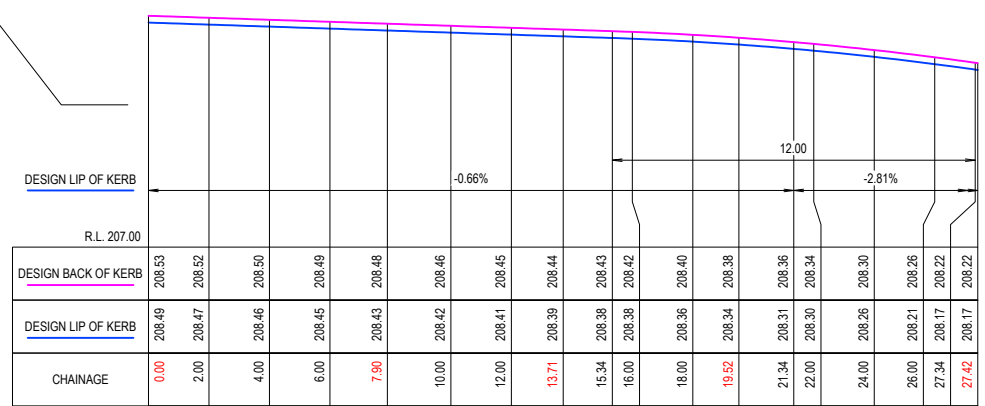 12.00
DESIGN LIP OF KERB
-0.66%
-2.81%
R.L. 207.00
DESIGN BACK OF KERB 208.53 208.52 208.50 208.49 208.48 208.46 208.45 208.44 208.43 208.42 208.40 208.38 208.36 208.34 208.30 208.26 208.22 208.22
DESIGN LIP OF KERB 208.49 208.47 208.46 208.45 208.43 208.42 208.41 208.39 208.38 208.38 208.36 208.34 208.31 208.30 208.26 208.21 208.17 208.17
CHAINAGE 0.00 2.00 4.00 6.00 7.90 10.00 12.00 13.71 15.34 16.00 18.00 19.52 21.34 22.00 24.00 26.00 27.34 27.42